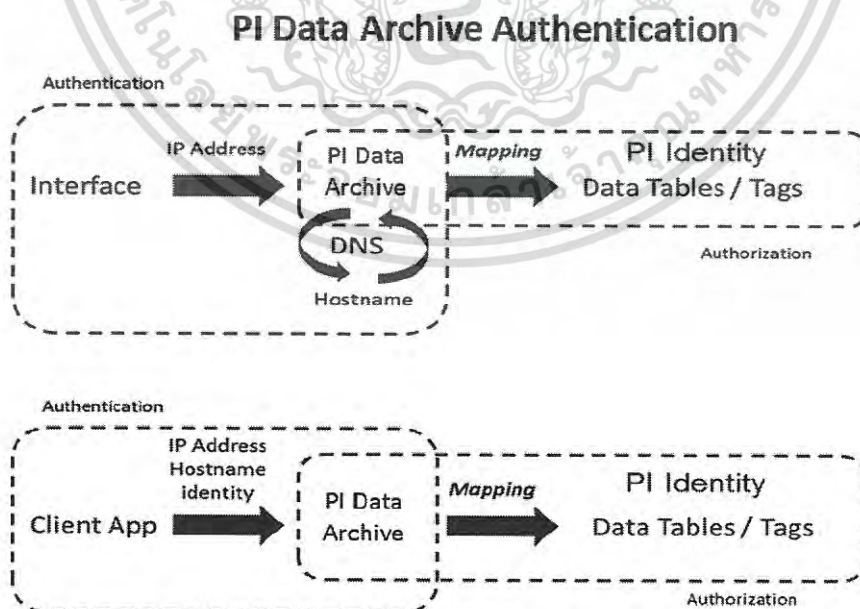 PI Data Archive Authentication
Authentication
Interface
IP Address
PI Data
Archive
DNS
Hostname
Mapping
PI Identity
Data Tables / Tags
Authorization
Authentication
Client App
IP Address
Hostname
identity
PI Data
Archive
Mapping
PI Identity
Data Tables / Tags
Authorization